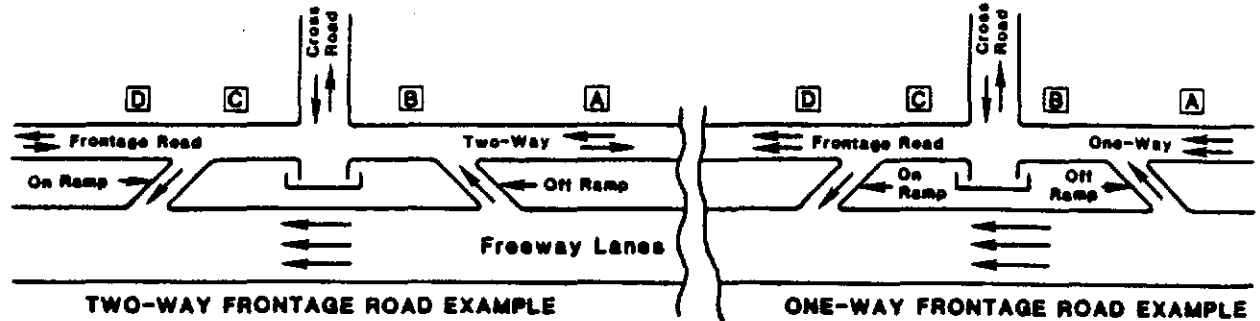 Cross
Road
Cross
Road
D
C
B
A
D
C
B
A
Frontage Road
Two-Way
Frontage Road
One-Way
On Ramp
Off Ramp
On
Ramp
Off
Ramp
Freeway Lanes
TWO-WAY FRONTAGE ROAD EXAMPLE
ONE-WAY FRONTAGE ROAD EXAMPLE